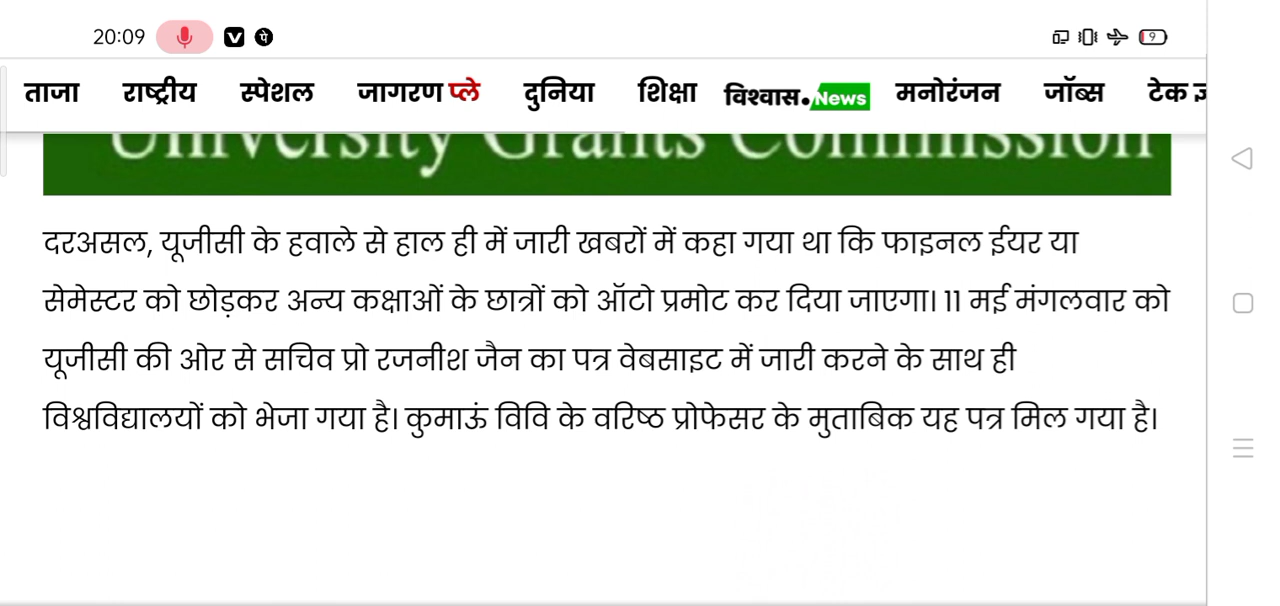 20:09
9
ताजा राष्ट्रीय स्पेशल जागरण प्ले दुनिया शिक्षा विश्वास.News मनोरंजन जॉब्स टेक
University Grants Commission
दरअसल, यूजीसी के हवाले से हाल ही में जारी खबरों में कहा गया था कि फाइनल ईयर या
सेमेस्टर को छोड़कर अन्य कक्षाओं के छात्रों को ऑटो प्रमोट कर दिया जाएगा। 11 मई मंगलवार को
यूजीसी की ओर से सचिव प्रो रजनीश जैन का पत्र वेबसाइट में जारी करने के साथ ही
विश्वविद्यालयों को भेजा गया है। कुमाऊं विवि के वरिष्ठ प्रोफेसर के मुताबिक यह पत्र मिल गया है।